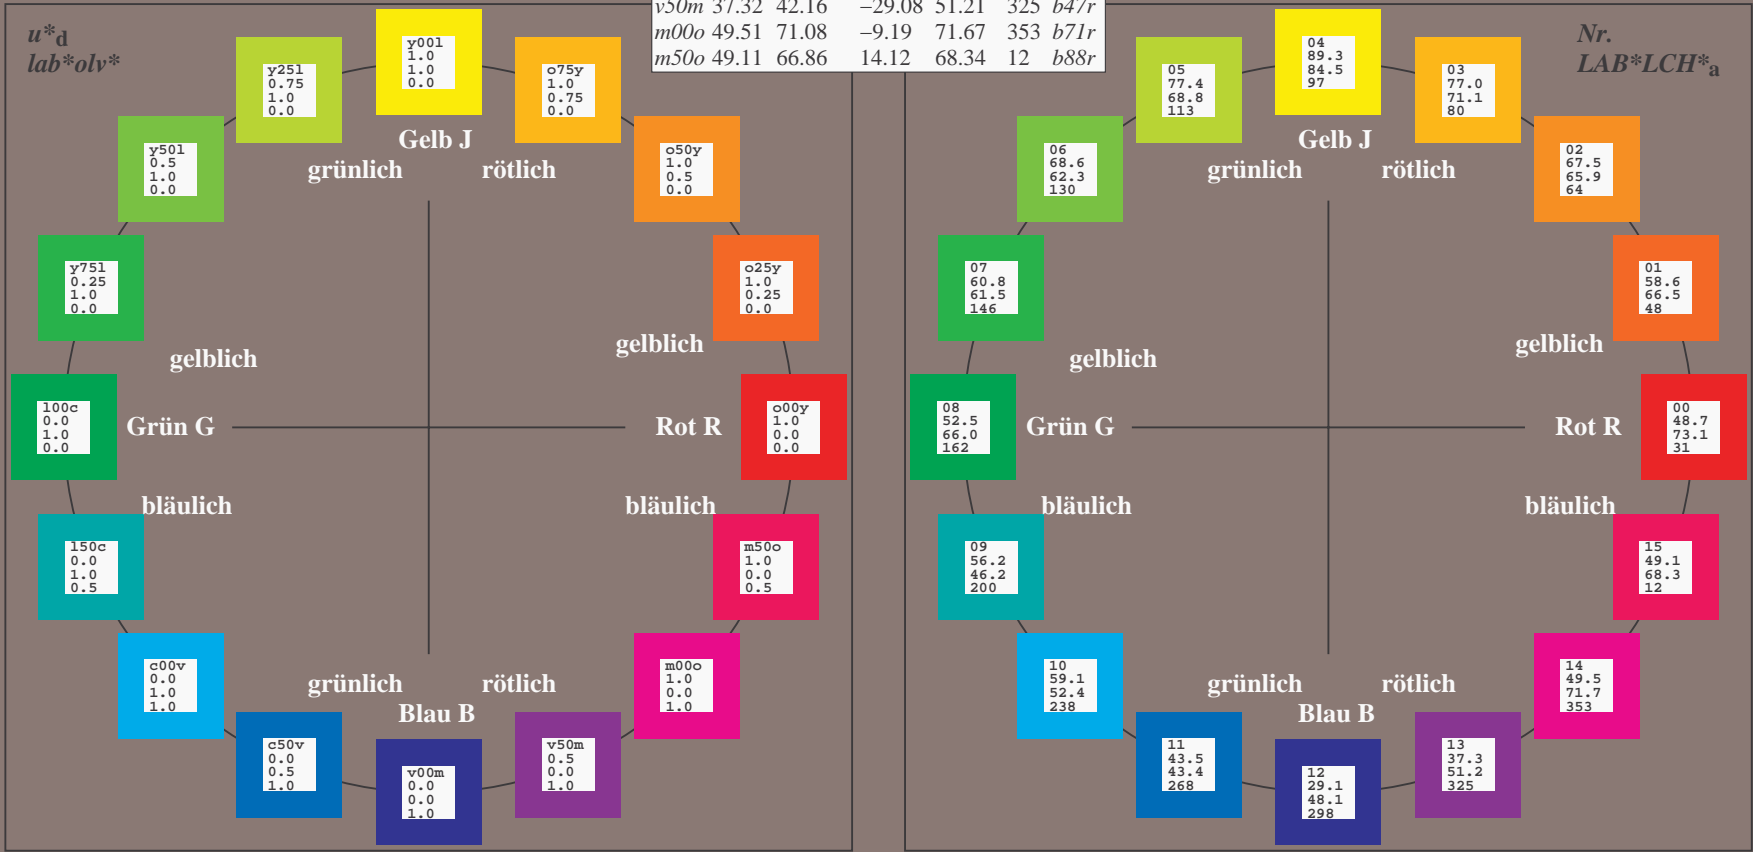 v50m 37.32 42.16 −29.08 51.21 325 b47r
m00o 49.51 71.08 −9.19 71.67 353 b71r
m50o 49.11 66.86 14.12 68.34 12 b88r
u*d
lab*olv*
y00l
1.0
1.0
0.0
y25l
0.75
1.0
0.0
o75y
1.0
0.75
0.0
Gelb J
grünlich rötlich
y50l
0.5
1.0
0.0
o50y
1.0
0.5
0.0
y75l
0.25
1.0
0.0
o25y
1.0
0.25
0.0
gelblich
gelblich
l00c
0.0
1.0
0.0
Grün G
Rot R
o00y
1.0
0.0
0.0
bläulich
bläulich
l50c
0.0
1.0
0.5
m50o
1.0
0.0
0.5
c00v
0.0
1.0
1.0
m00o
1.0
0.0
1.0
grünlich rötlich
Blau B
c50v
0.0
0.5
1.0
v00m
0.0
0.0
1.0
v50m
0.5
0.0
1.0
Nr.
LAB*LCH*a
04
89.3
84.5
97
05
77.4
68.8
113
03
77.0
71.1
80
Gelb J
grünlich rötlich
06
68.6
62.3
130
02
67.5
65.9
64
07
60.8
61.5
146
01
58.6
66.5
48
gelblich
gelblich
08
52.5
66.0
162
Grün G
Rot R
00
48.7
73.1
31
bläulich
bläulich
09
56.2
46.2
200
15
49.1
68.3
12
10
59.1
52.4
238
14
49.5
71.7
353
grünlich rötlich
Blau B
11
43.5
43.4
268
12
29.1
48.1
298
13
37.3
51.2
325